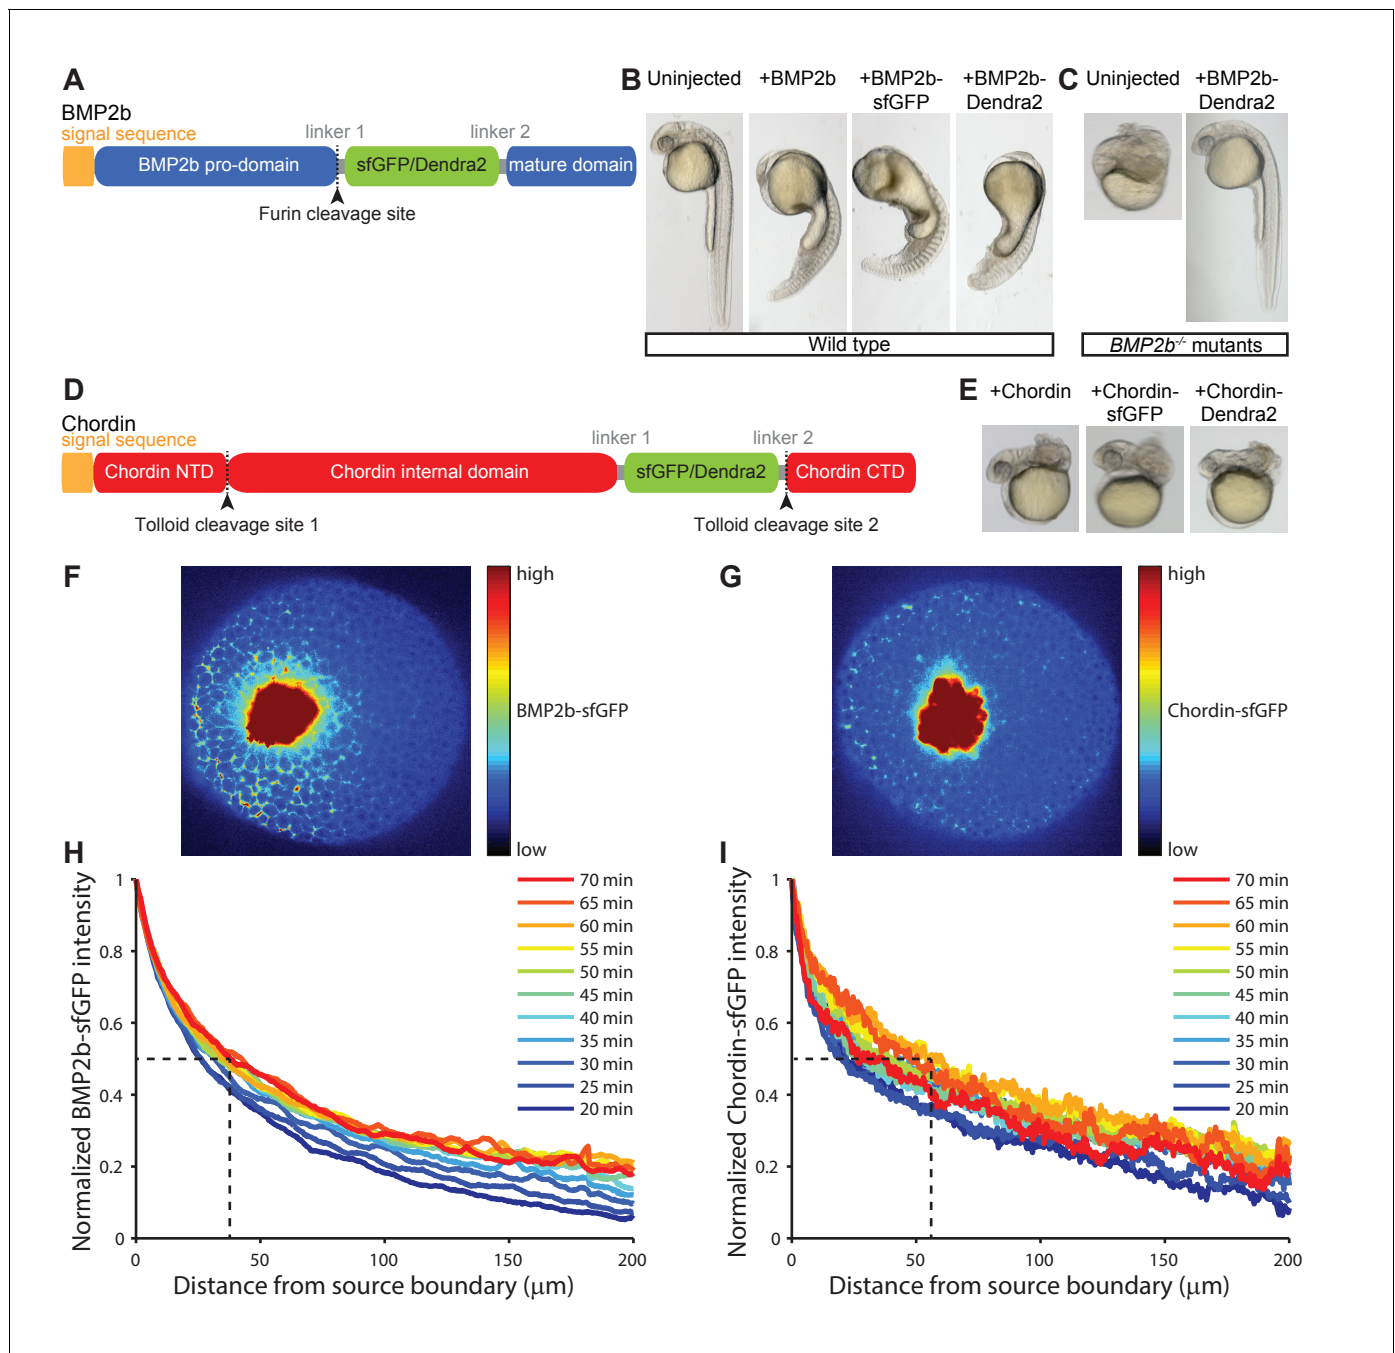 A
BMP2b
signal sequence
linker 1
linker 2
BMP2b pro-domain
sfGFP/Dendra2
mature domain
Furin cleavage site
B
Uninjected
+BMP2b
+BMP2b-
sfGFP
+BMP2b-
Dendra2
Wild type
C
Uninjected
+BMP2b-
Dendra2
BMP2b-/- mutants
D
Chordin
signal sequence
linker 1
linker 2
Chordin NTD
Chordin internal domain
sfGFP/Dendra2
Chordin CTD
Tolloid cleavage site 1
Tolloid cleavage site 2
E
+Chordin
+Chordin-
sfGFP
+Chordin-
Dendra2
F
high
BMP2b-sfGFP
low
G
high
Chordin-sfGFP
low
H
Normalized BMP2b-sfGFP intensity
1
0.8
0.6
0.4
0.2
0
0
50
100
150
200
Distance from source boundary (μm)
70 min
65 min
60 min
55 min
50 min
45 min
40 min
35 min
30 min
25 min
20 min
I
Normalized Chordin-sfGFP intensity
1
0.8
0.6
0.4
0.2
0
0
50
100
150
200
Distance from source boundary (μm)
70 min
65 min
60 min
55 min
50 min
45 min
40 min
35 min
30 min
25 min
20 min